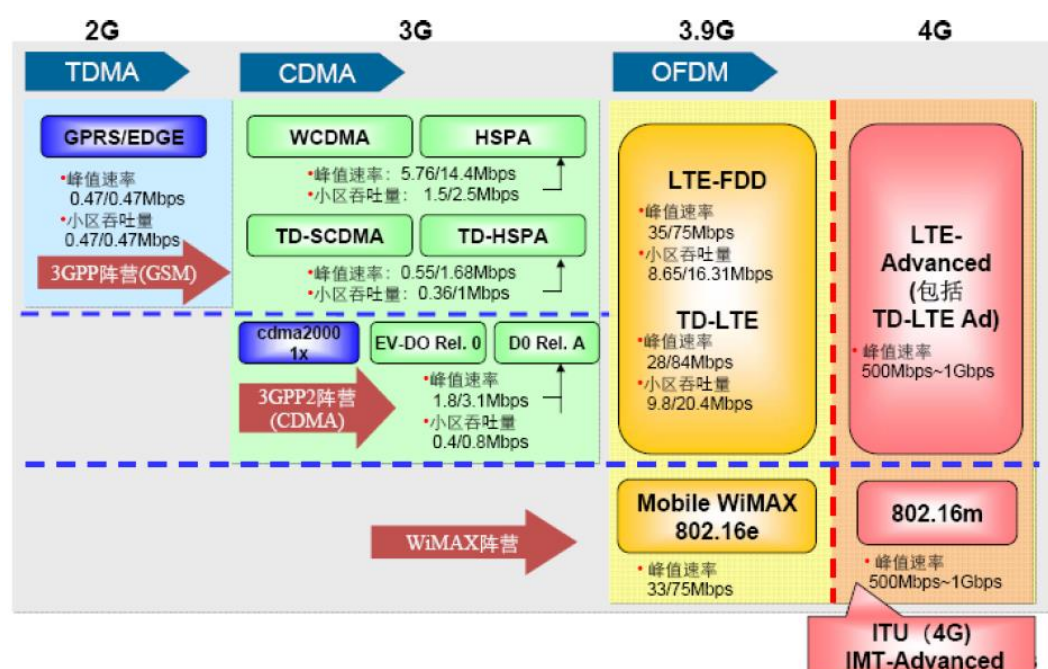 2G
3G
3.9G
4G
TDMA
CDMA
OFDM
GPRS/EDGE
•峰值速率
0.47/0.47Mbps
•小区吞吐量
0.47/0.47Mbps
3GPP阵营(GSM)
WCDMA
HSPA
•峰值速率：5.76/14.4Mbps
•小区吞吐量： 1.5/2.5Mbps
TD-SCDMA
TD-HSPA
•峰值速率：0.55/1.68Mbps
•小区吞吐量：0.36/1Mbps
cdma2000
1x
EV-DO Rel. 0
D0 Rel. A
3GPP2阵营
(CDMA)
•峰值速率
1.8/3.1Mbps
•小区吞吐量
0.4/0.8Mbps
LTE-FDD
•峰值速率
35/75Mbps
•小区吞吐量
8.65/16.31Mbps
TD-LTE
•峰值速率
28/84Mbps
•小区吞吐量
9.8/20.4Mbps
LTE-
Advanced
(包括
TD-LTE Ad)
• 峰值速率
500Mbps~1Gbps
WiMAX阵营
Mobile WiMAX
802.16e
• 峰值速率
33/75Mbps
802.16m
• 峰值速率
500Mbps~1Gbps
ITU（4G）
IMT-Advanced